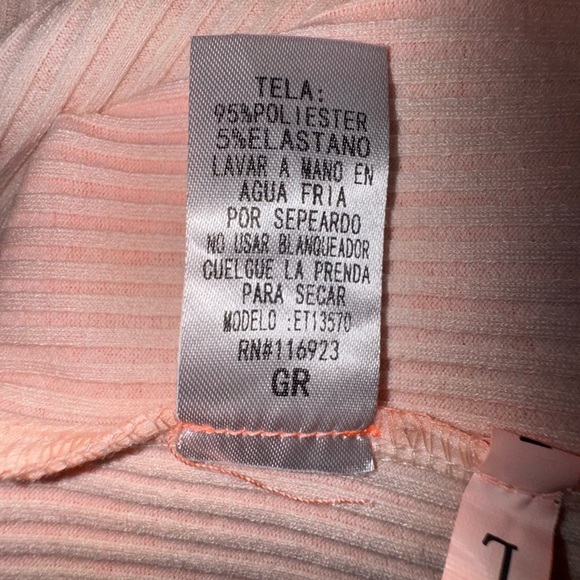 TELA:
95%POLIESTER
5%ELASTANO
LAVAR A MANO EN
AGUA FRIA
POR SEPEARDO
NO USAR BLANQUEADOR
CUELGUE LA PRENDA
PARA SECAR
MODELO :ET13570
RN#116923
GR
L